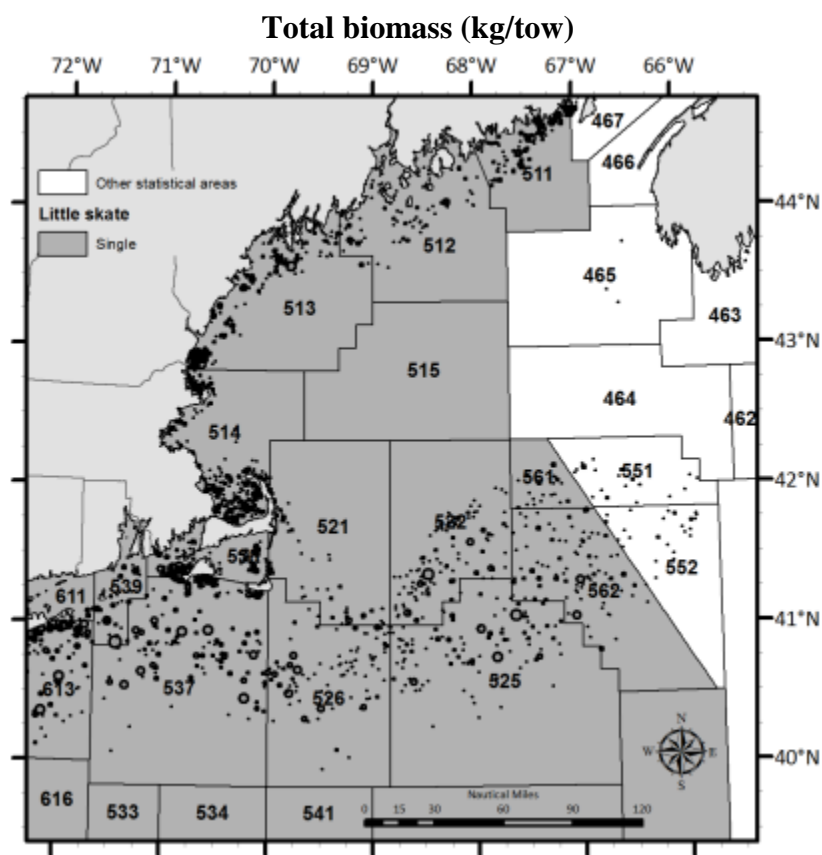 Total biomass (kg/tow)
72°W 71°W 70°W 69°W 68°W 67°W 66°W
467
466
511
Other statistical areas
44°N
Little skate
Single
512
465
463
513
43°N
515
464
462
514
551
42°N
561
521
552
562
539
611
41°N
613
537
526
525
N
W E
S
40°N
616
533 534 541
Nautical Miles
0 15 30 60 90 120